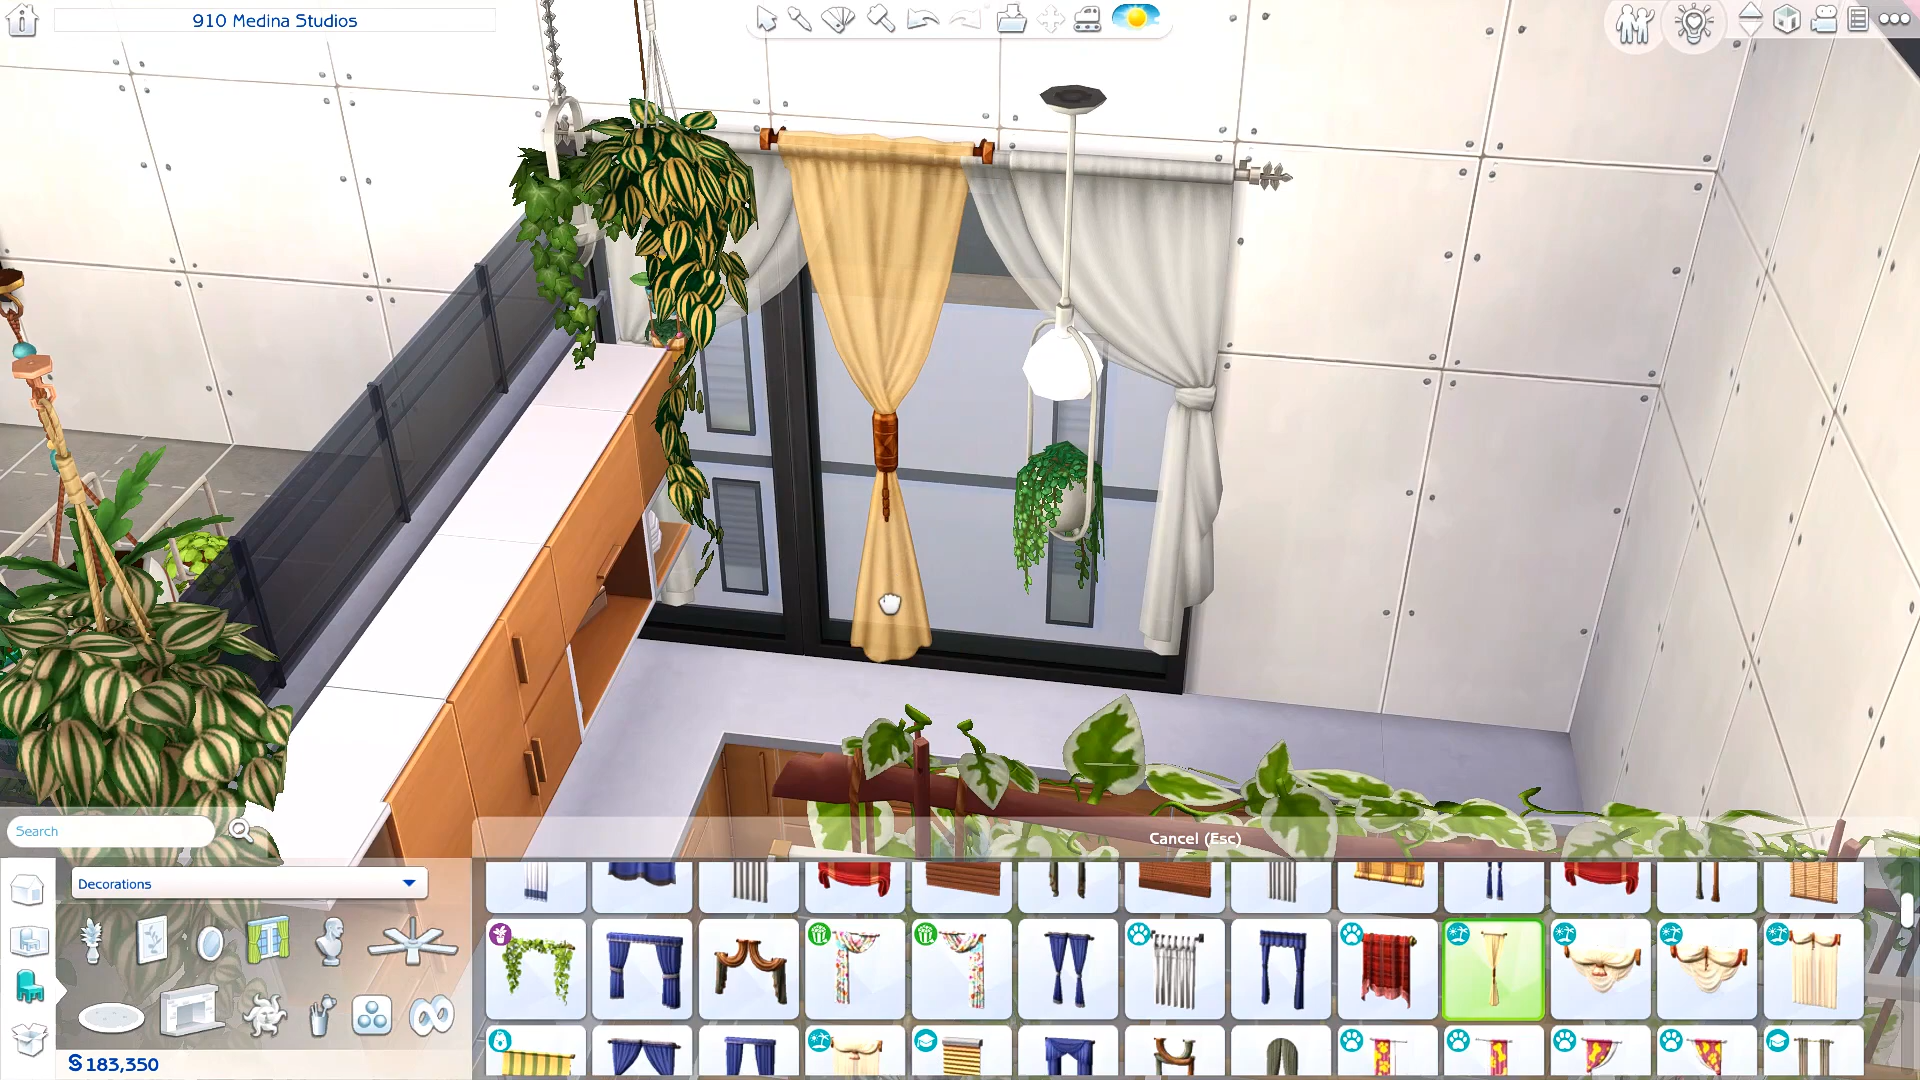 910 Medina Studios
Cancel (Esc)
Search
Decorations
§183,350